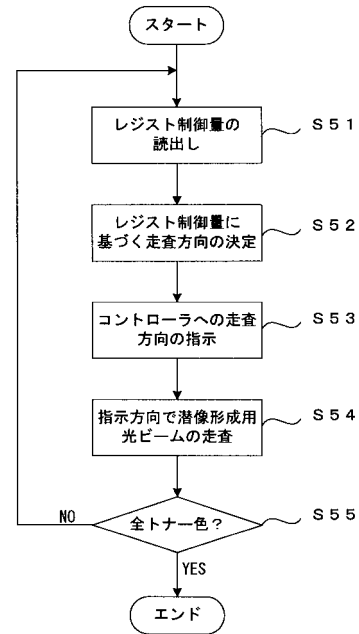 スタート
レジスト制御量の
読出し
S51
レジスト制御量に
基づく走査方向の決定
S52
コントローラへの走査
方向の指示
S53
指示方向で潜像形成用
光ビームの走査
S54
全トナー色?
S55
NO
YES
エンド